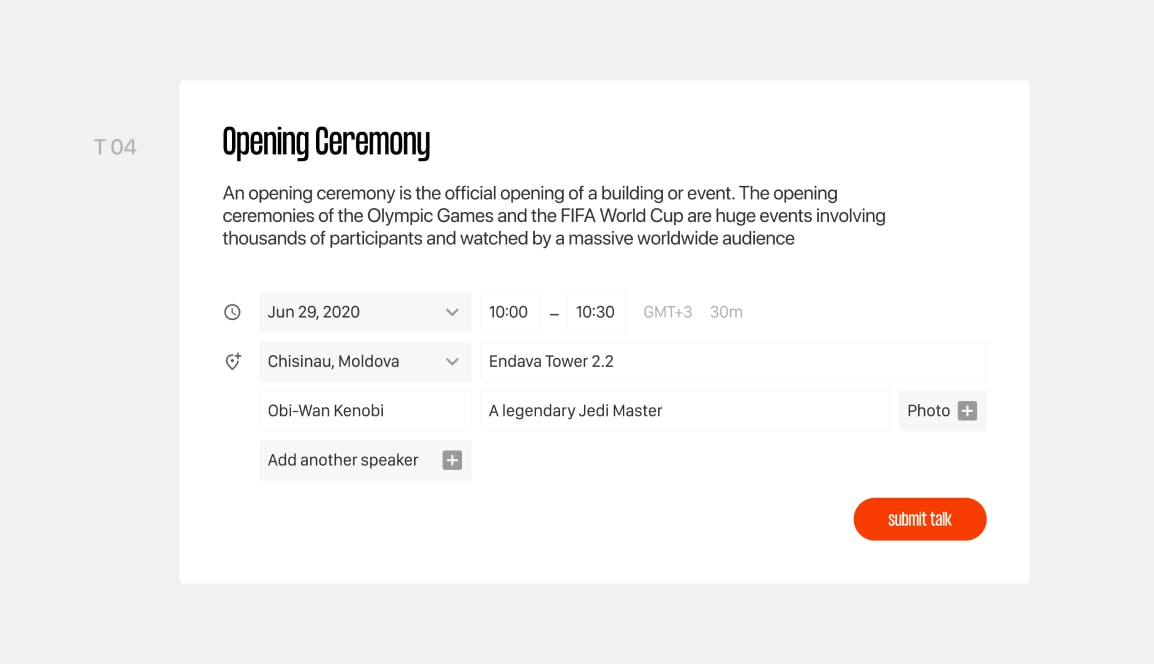 T 04
Opening Ceremony
An opening ceremony is the official opening of a building or event. The opening
ceremonies of the Olympic Games and the FIFA World Cup are huge events involving
thousands of participants and watched by a massive worldwide audience
Jun 29, 2020 10:00 – 10:30 GMT+3 30m
Chisinau, Moldova Endava Tower 2.2
Obi-Wan Kenobi A legendary Jedi Master Photo
Add another speaker
submit talk